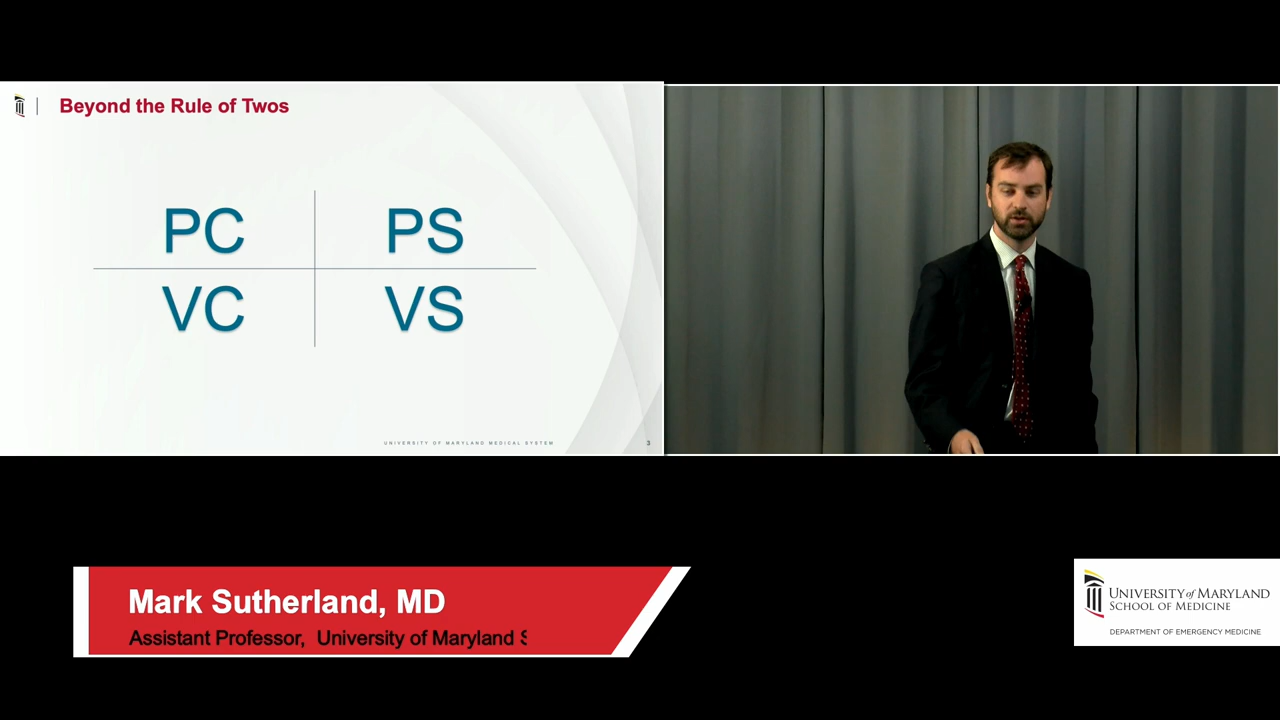 Beyond the Rule of Twos
PC PS
VC VS
UNIVERSITY OF MARYLAND MEDICAL SYSTEM 3
Mark Sutherland, MD
Assistant Professor, University of Maryland S
UNIVERSITY of MARYLAND
SCHOOL OF MEDICINE
DEPARTMENT OF EMERGENCY MEDICINE